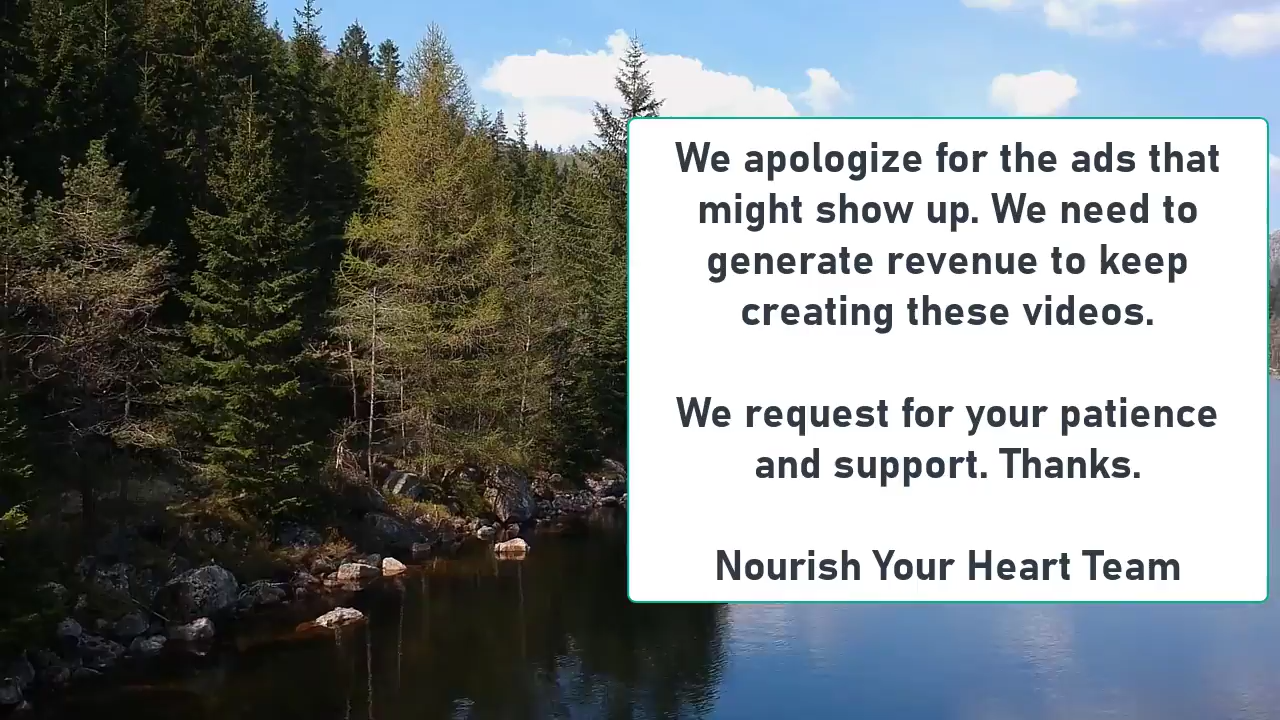 We apologize for the ads that
might show up. We need to
generate revenue to keep
creating these videos.
We request for your patience
and support. Thanks.
Nourish Your Heart Team